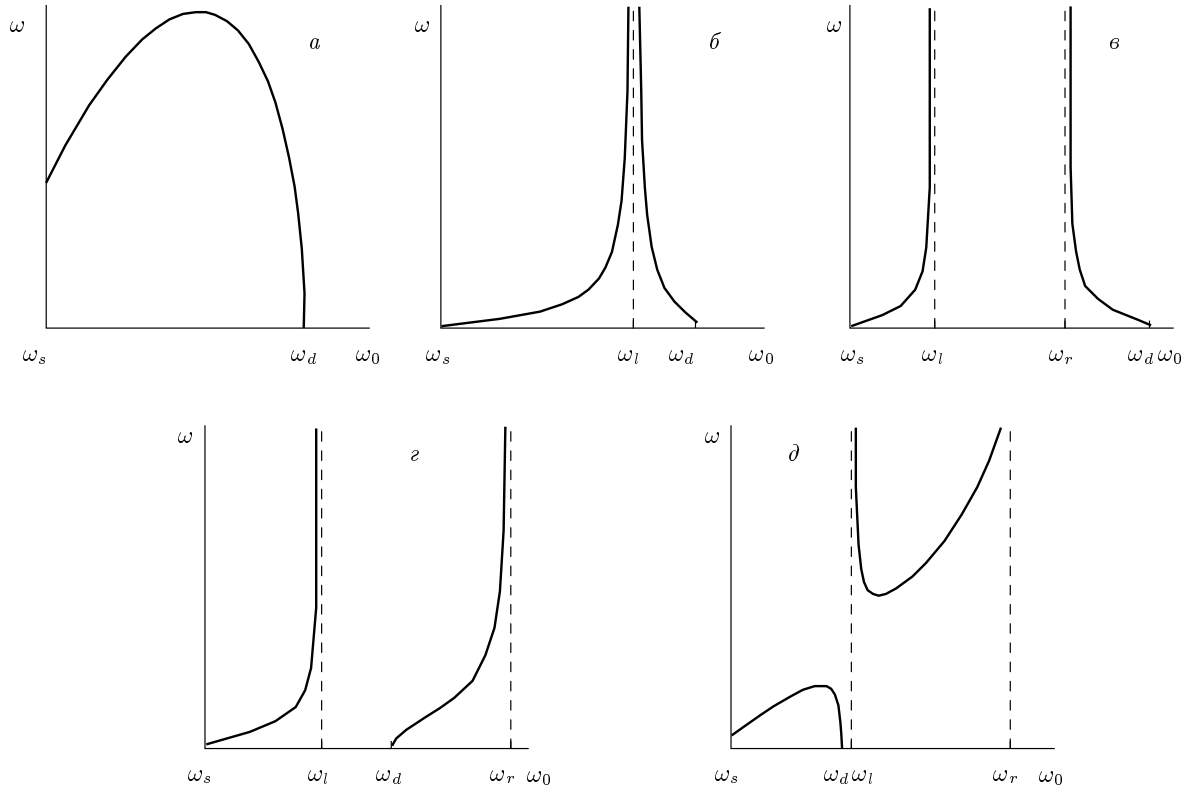 ω а ω б ω в
ω_s ω_d ω_0 ω_s ω_l ω_d ω_0 ω_s ω_l ω_r ω_d ω_0
ω г ω д
ω_s ω_l ω_d ω_r ω_0 ω_s ω_d ω_l ω_r ω_0